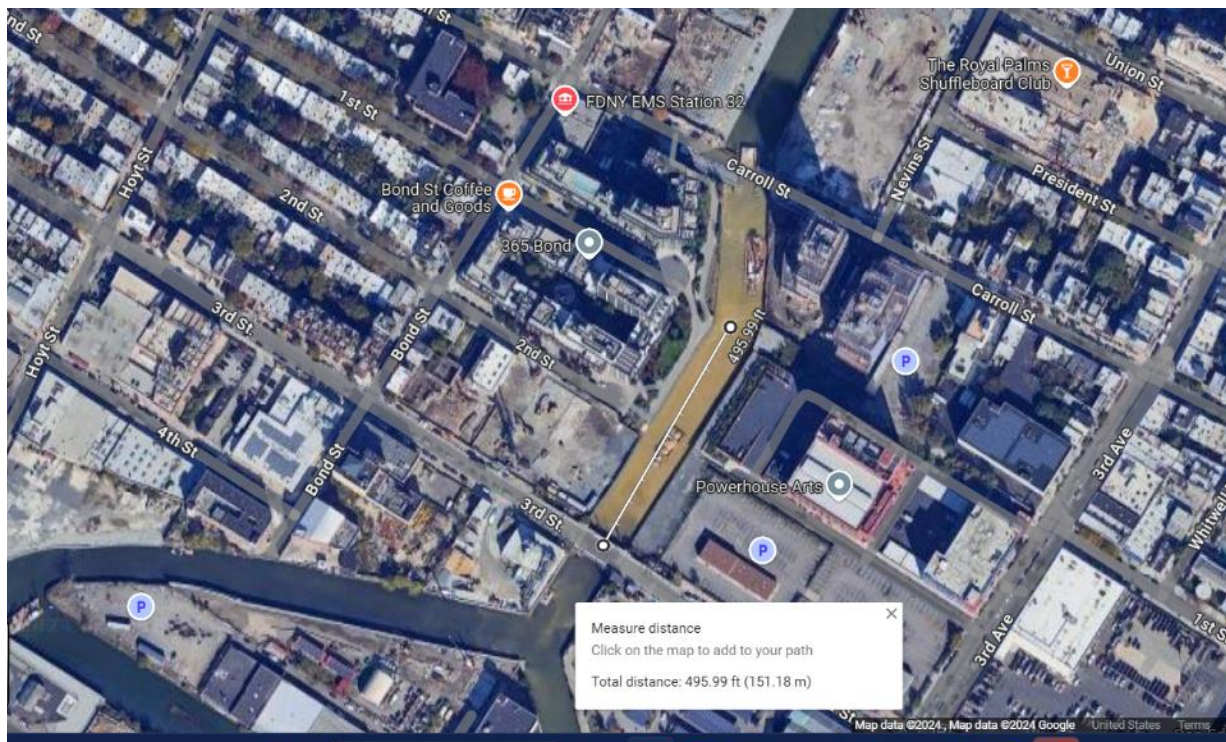 nd St
1st St
Hoyt St
2nd St
FDNY EMS Station 32
The Royal Palms
Shuffleboard Club
Union St
Nevins St
Carroll St
President St
Bond St Coffee
and Goods
365 Bond
3rd St
Bond St
2nd St
495.99 ft
Carroll St
P
Hoyt St
4th St
Bond St
3rd St
Powerhouse Arts
3rd Ave
Whitwel
P
P
3rd Ave
1st S
Measure distance
Click on the map to add to your path
Total distance: 495.99 ft (151.18 m)
St
Map data ©2024 , Map data ©2024 Google United States Terms